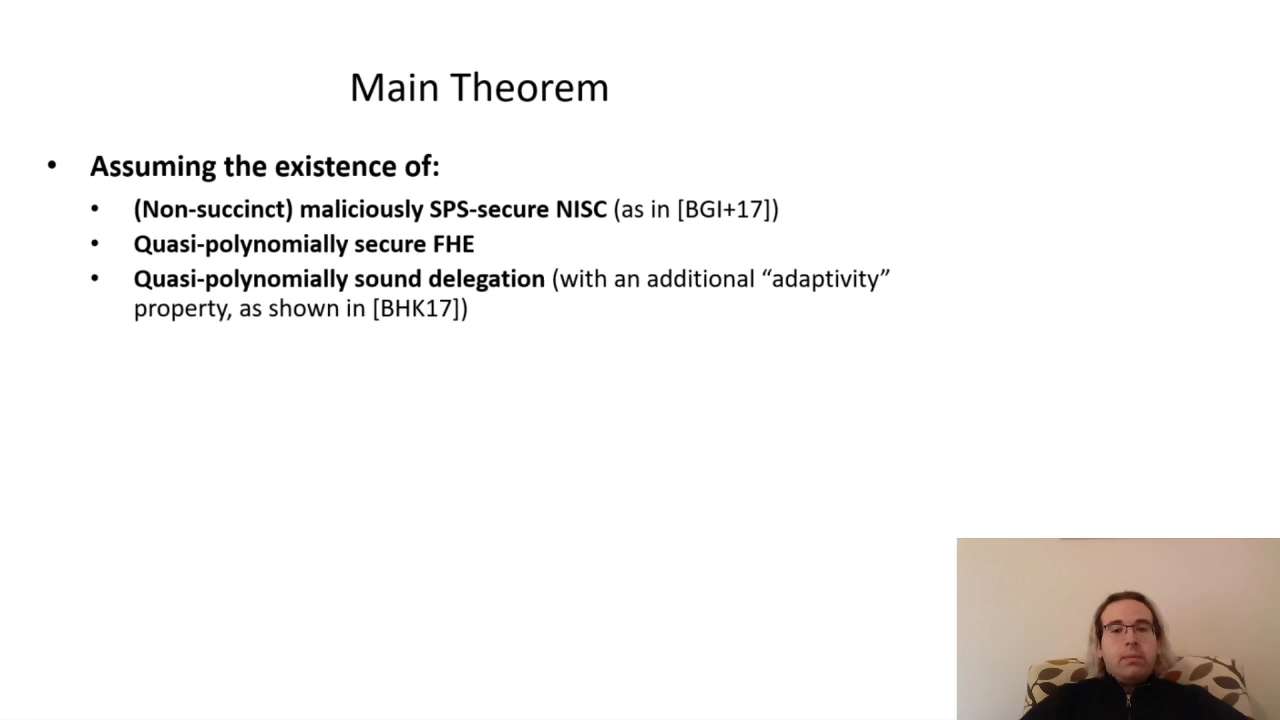 Main Theorem
• Assuming the existence of:
• (Non-succinct) maliciously SPS-secure NISC (as in [BGI+17])
• Quasi-polynomially secure FHE
• Quasi-polynomially sound delegation (with an additional “adaptivity”
property, as shown in [BHK17])